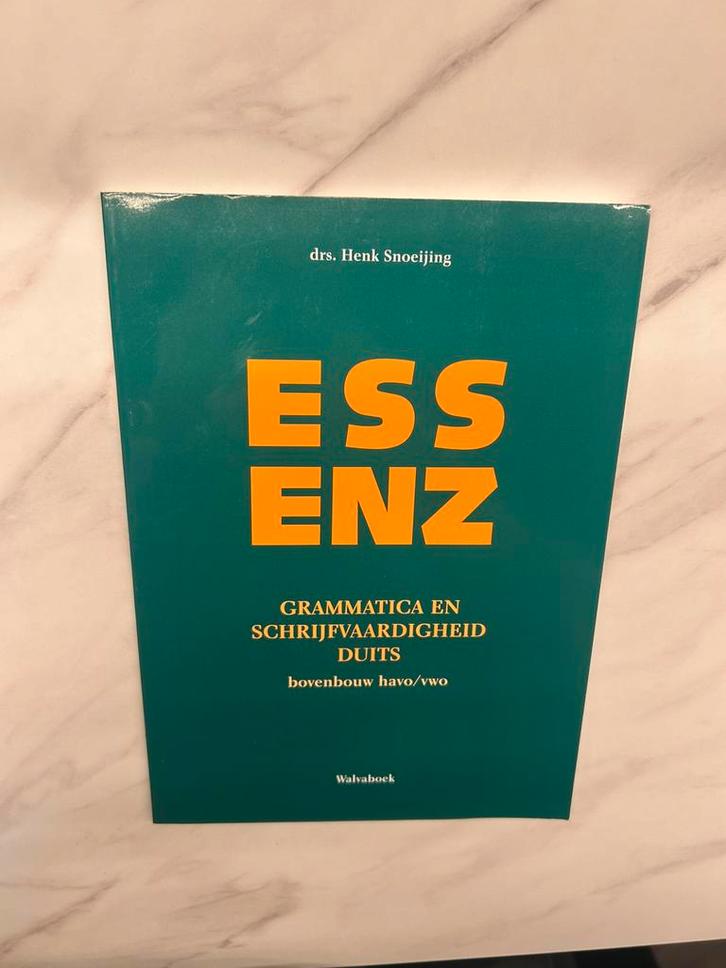 drs. Henk Snoeijing
ESS
ENZ
GRAMMATICA EN
SCHRIJFVAARDIGHEID
DUITS
bovenbouw havo/vwo
Walvaboek